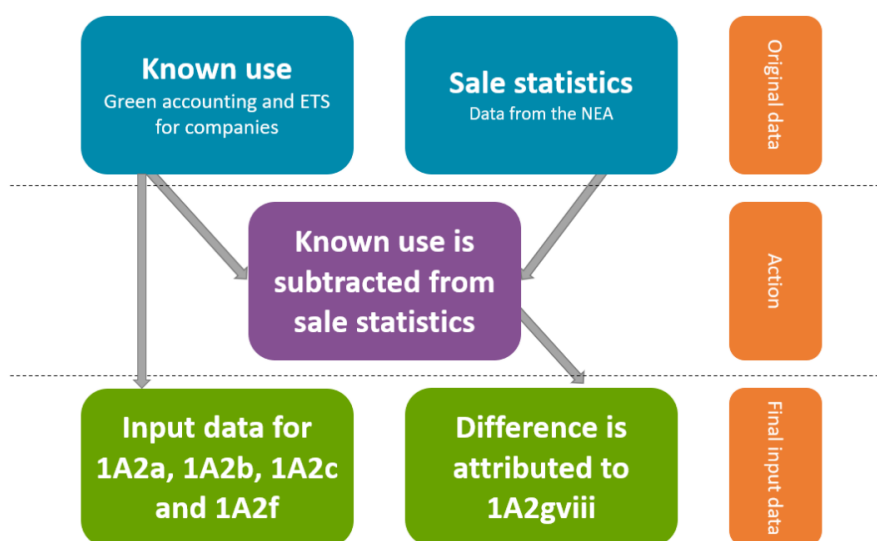 Known use
Green accounting and ETS
for companies
Sale statistics
Data from the NEA
Original data
Known use is
subtracted from
sale statistics
Action
Input data for
1A2a, 1A2b, 1A2c
and 1A2f
Difference is
attributed to
1A2gviii
Final input data